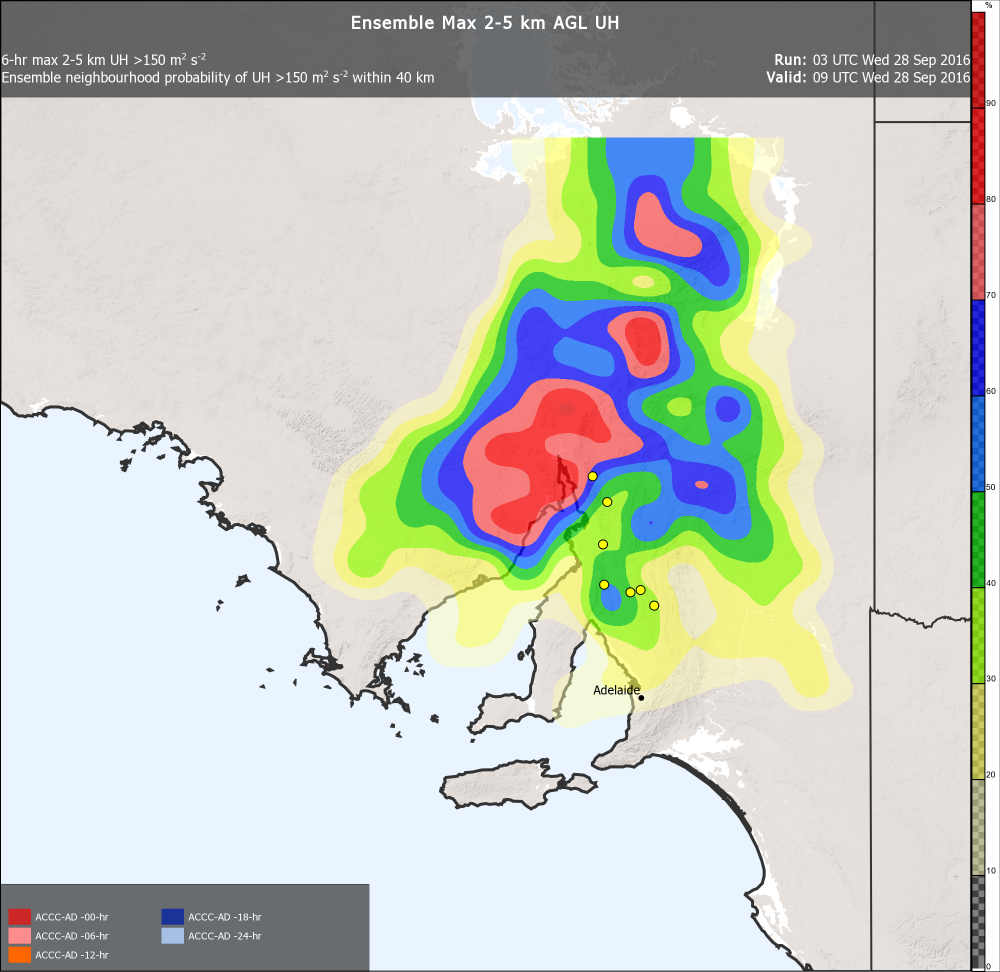 Ensemble Max 2-5 km AGL UH
6-hr max 2-5 km UH >150 m² s⁻²
Ensemble neighbourhood probability of UH >150 m² s⁻² within 40 km
Run: 03 UTC Wed 28 Sep 2016
Valid: 09 UTC Wed 28 Sep 2016
%
90
80
70
60
50
40
30
20
10
0
Adelaide
ACCC-AD -00-hr
ACCC-AD -06-hr
ACCC-AD -12-hr
ACCC-AD -18-hr
ACCC-AD -24-hr